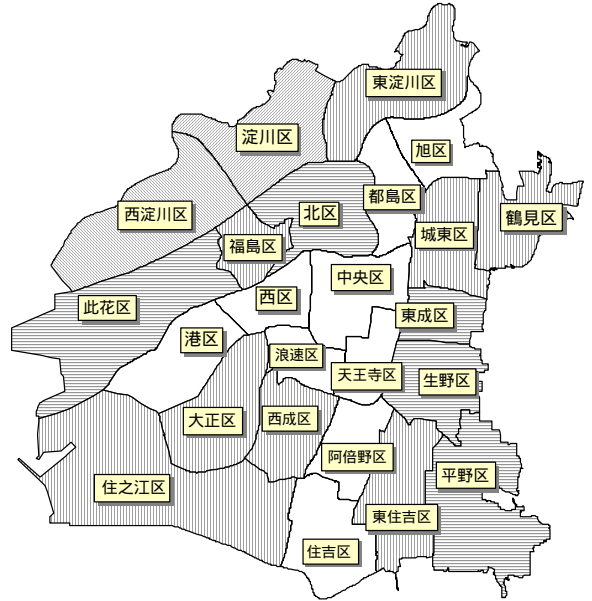 東淀川区
淀川区
旭区
都島区
西淀川区
北区
鶴見区
城東区
福島区
中央区
西区
此花区
東成区
港区
浪速区
天王寺区
生野区
大正区
西成区
阿倍野区
平野区
住之江区
東住吉区
住吉区